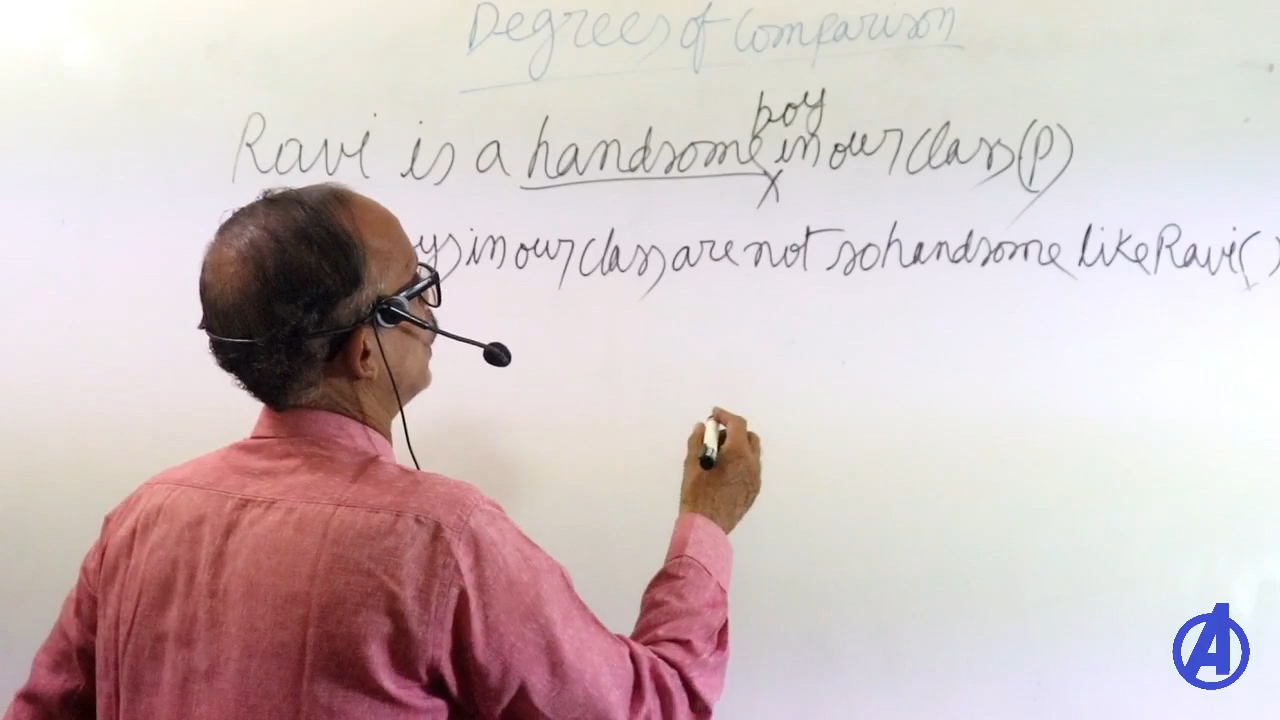 Degrees of Comparison
boy
Ravi is a handsome in our class (p)
ys in our class are not so handsome like Ravi ( )